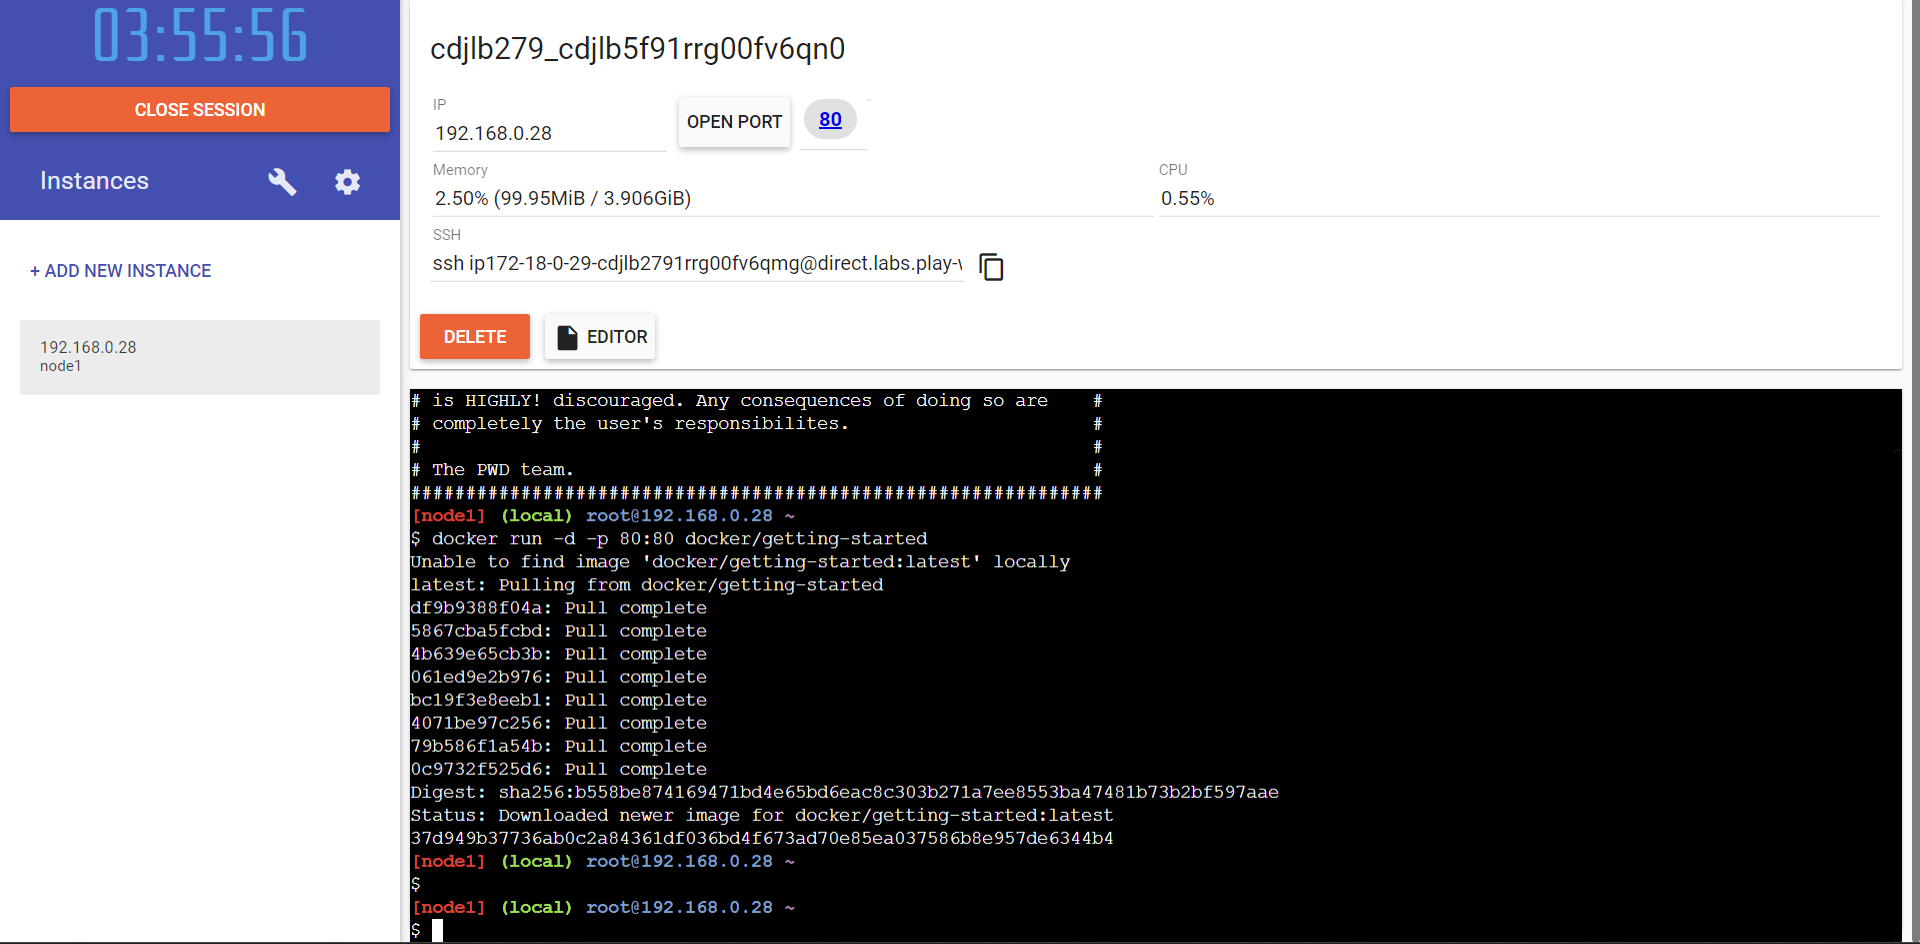 03:55:56
CLOSE SESSION
Instances
+ ADD NEW INSTANCE
192.168.0.28
node1
cdjlb279_cdjlb5f91rrg00fv6qn0
IP
192.168.0.28
OPEN PORT
80
Memory
2.50% (99.95MiB / 3.906GiB)
CPU
0.55%
SSH
ssh ip172-18-0-29-cdjlb2791rrg00fv6qmg@direct.labs.play-
DELETE
EDITOR
# is HIGHLY! discouraged. Any consequences of doing so are #
# completely the user's responsibilites. #
# #
# The PWD team. #
###############################################################
[node1] (local) root@192.168.0.28 ~
$ docker run -d -p 80:80 docker/getting-started
Unable to find image 'docker/getting-started:latest' locally
latest: Pulling from docker/getting-started
df9b9388f04a: Pull complete
5867cba5fcbd: Pull complete
4b639e65cb3b: Pull complete
061ed9e2b976: Pull complete
bc19f3e8eeb1: Pull complete
4071be97c256: Pull complete
79b586f1a54b: Pull complete
0c9732f525d6: Pull complete
Digest: sha256:b558be874169471bd4e65bd6eac8c303b271a7ee8553ba47481b73b2bf597aae
Status: Downloaded newer image for docker/getting-started:latest
37d949b37736ab0c2a84361df036bd4f673ad70e85ea037586b8e957de6344b4
[node1] (local) root@192.168.0.28 ~
$
[node1] (local) root@192.168.0.28 ~
$